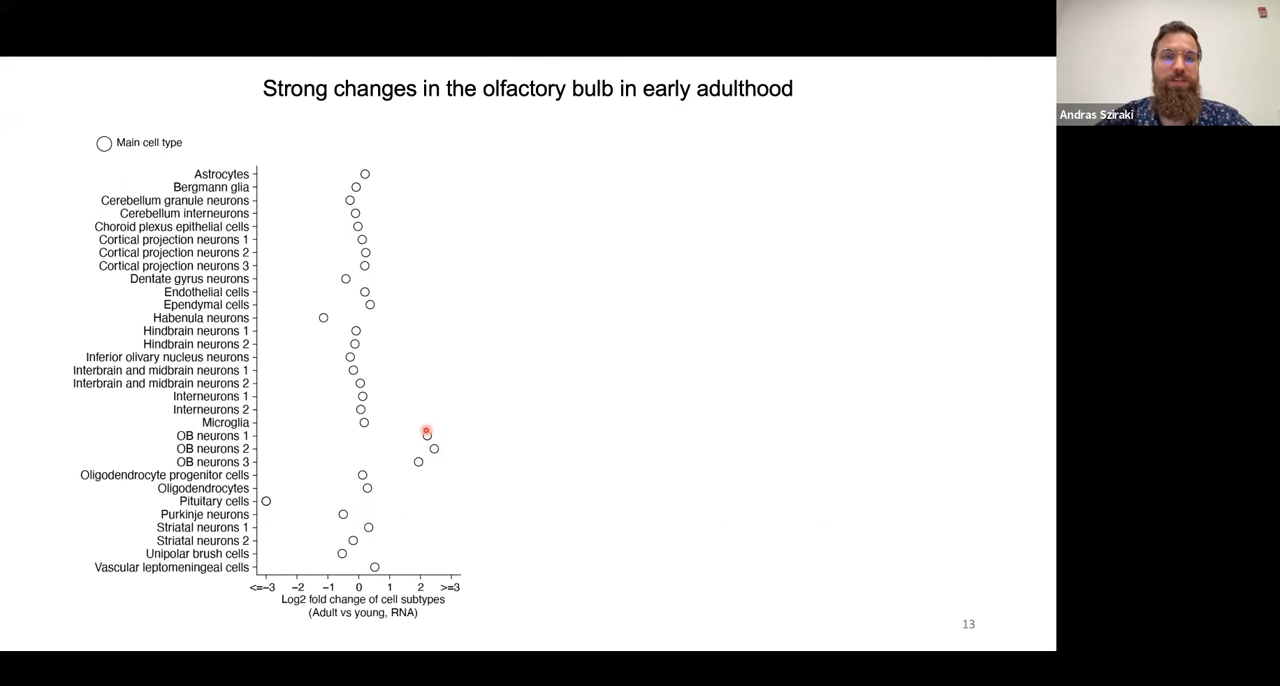 Strong changes in the olfactory bulb in early adulthood
Andras Sziraki
Main cell type
Astrocytes
Bergmann glia
Cerebellum granule neurons
Cerebellum interneurons
Choroid plexus epithelial cells
Cortical projection neurons 1
Cortical projection neurons 2
Cortical projection neurons 3
Dentate gyrus neurons
Endothelial cells
Ependymal cells
Habenula neurons
Hindbrain neurons 1
Hindbrain neurons 2
Inferior olivary nucleus neurons
Interbrain and midbrain neurons 1
Interbrain and midbrain neurons 2
Interneurons 1
Interneurons 2
Microglia
OB neurons 1
OB neurons 2
OB neurons 3
Oligodendrocyte progenitor cells
Oligodendrocytes
Pituitary cells
Purkinje neurons
Striatal neurons 1
Striatal neurons 2
Unipolar brush cells
Vascular leptomeningeal cells
<=−3 −2 −1 0 1 2 >=3
Log2 fold change of cell subtypes
(Adult vs young, RNA)
13